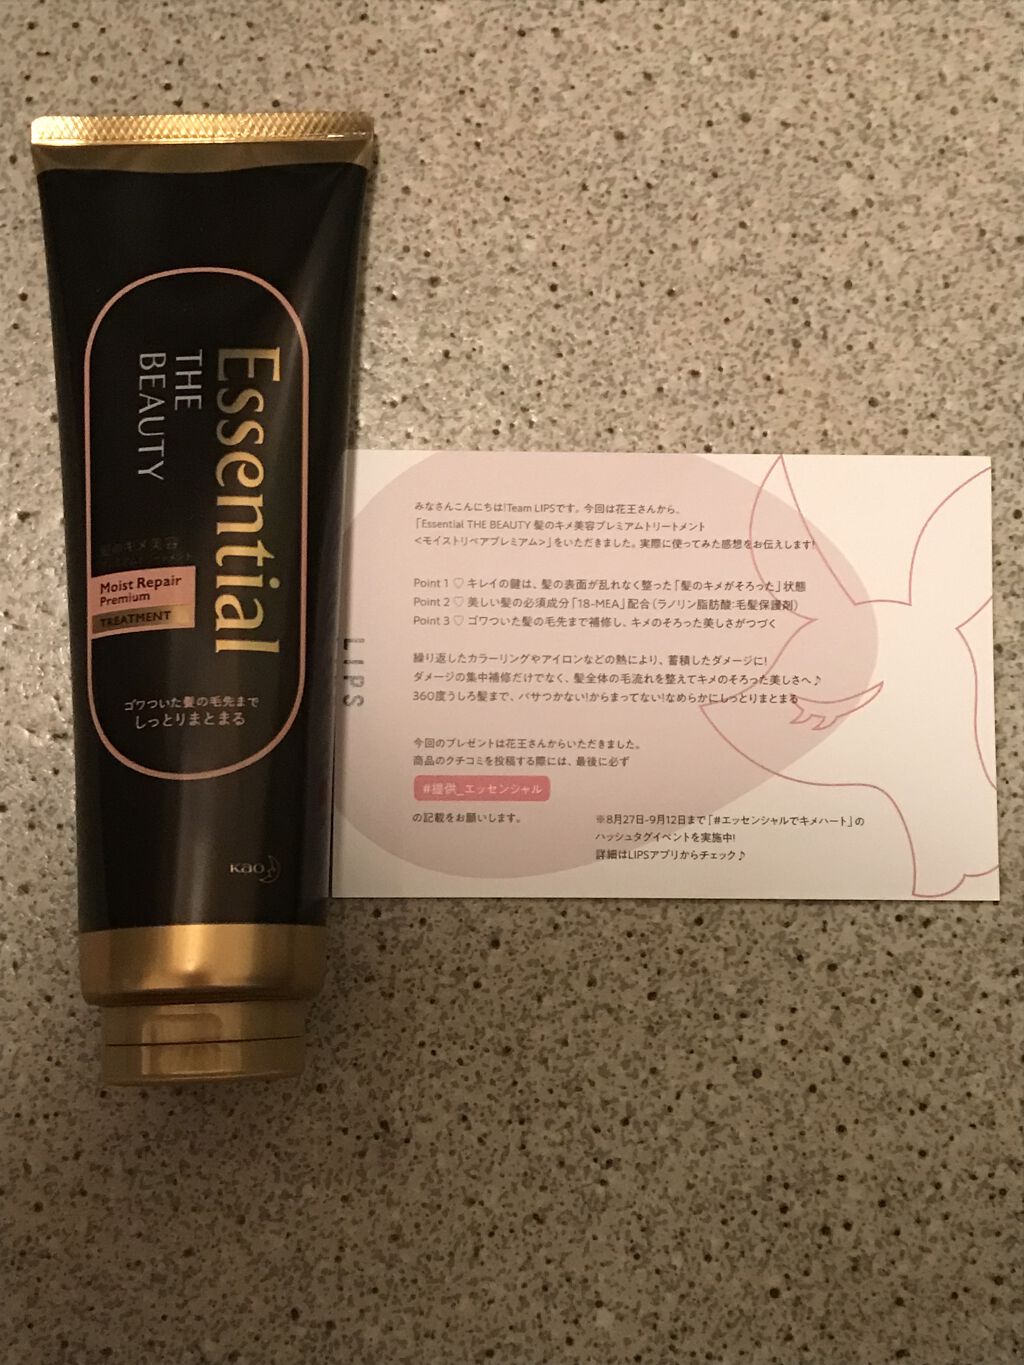 Essential
THE
BEAUTY
髪のキメ美容
Moist Repair
Premium
TREATMENT
ゴワついた髪の毛先まで
しっとりまとまる
Kao
LIPS
みなさんこんにちは!Team LIPSです。今回は花王さんから、
「Essential THE BEAUTY 髪のキメ美容プレミアムトリートメント
<モイストリペアプレミアム>」をいただきました。実際に使ってみた感想をお伝えします!
Point 1 ♡ キレイの鍵は、髪の表面が乱れなく整った「髪のキメがそろった」状態
Point 2 ♡ 美しい髪の必須成分「18-MEA」配合(ラノリン脂肪酸:毛髪保護剤)
Point 3 ♡ ゴワついた髪の毛先まで補修し、キメのそろった美しさがつづく
繰り返したカラーリングやアイロンなどの熱により、蓄積したダメージに!
ダメージの集中補修だけでなく、髪全体の毛流れを整えてキメのそろった美しさへ♪
360度うしろ髪まで、パサつかない!からまってない!なめらかにしっとりまとまる
今回のプレゼントは花王さんからいただきました。
商品のクチコミを投稿する際には、最後に必ず
#提供_エッセンシャル
の記載をお願いします。
※8月27日-9月12日まで「#エッセンシャルでキメハート」の
ハッシュタグイベントを実施中!
詳細はLIPSアプリからチェック♪